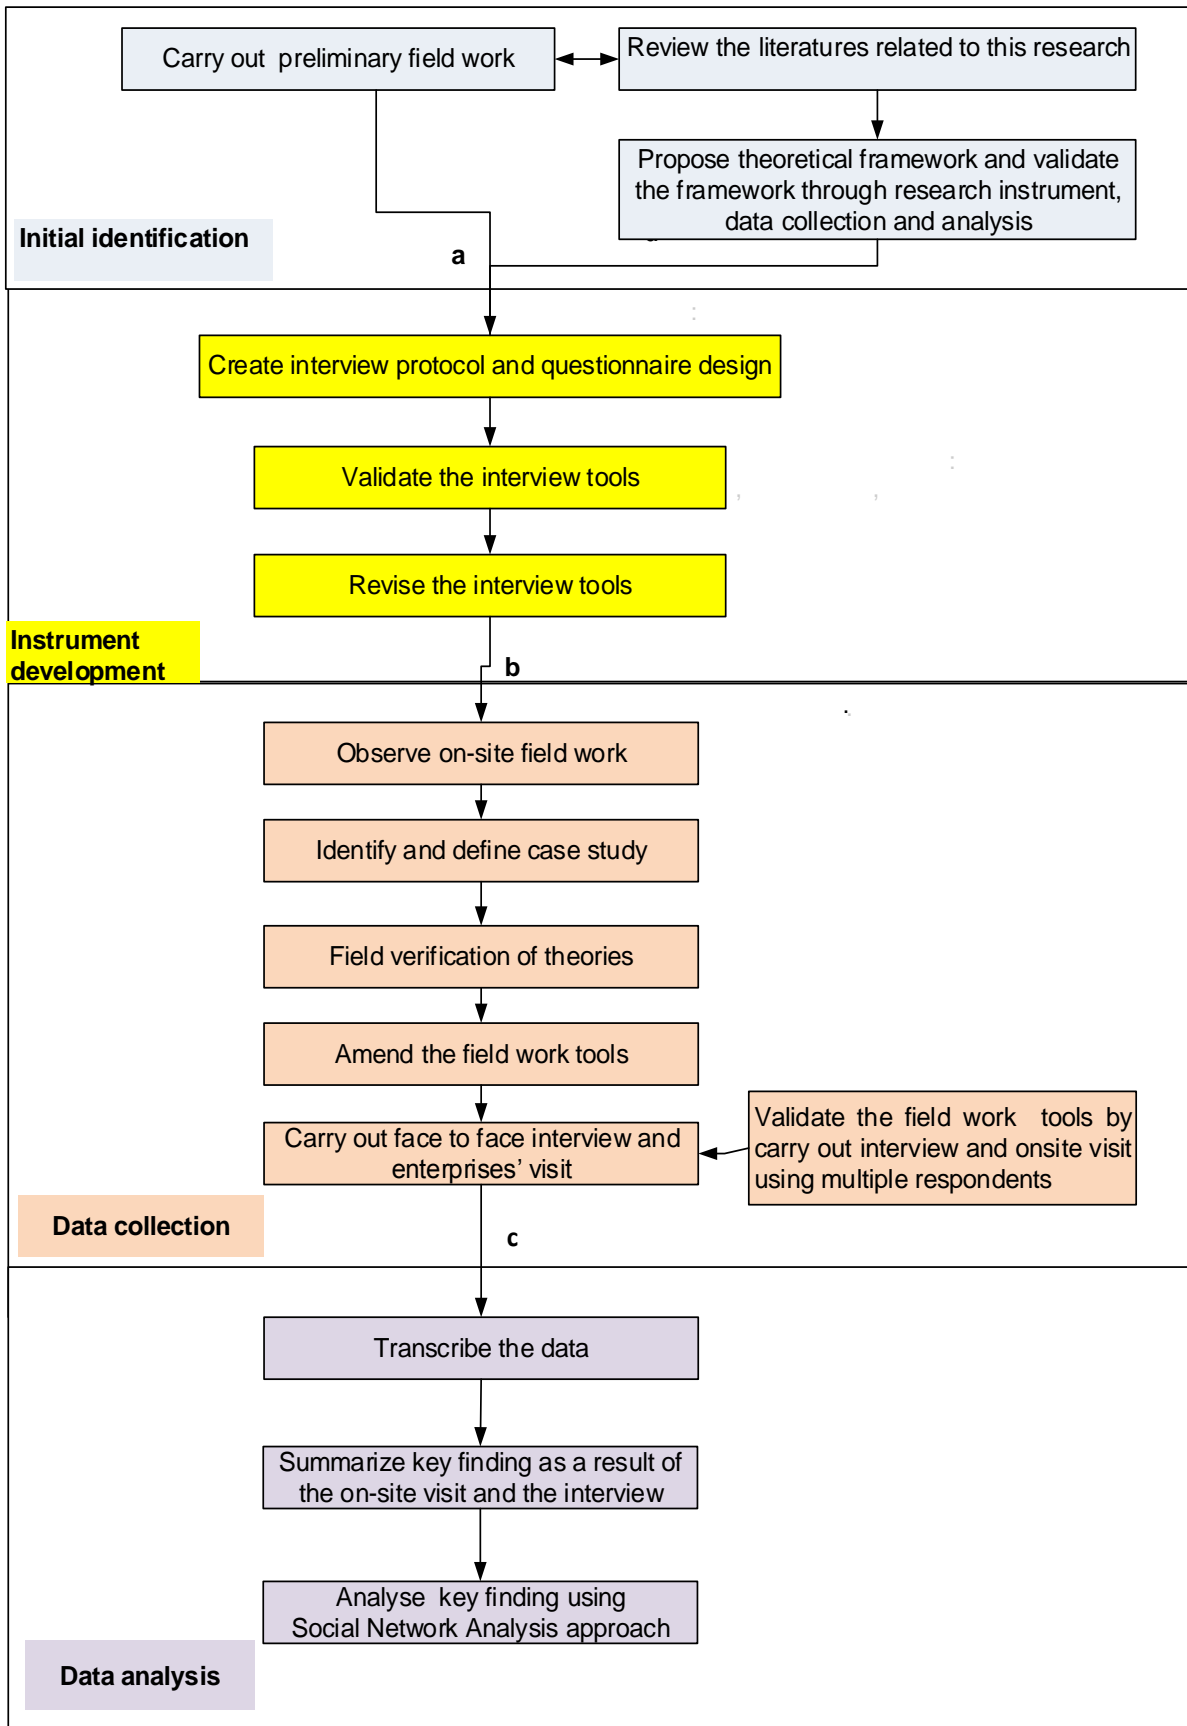 Carry out preliminary field work
Review the literatures related to this research
Propose theoretical framework and validate
the framework through research instrument,
data collection and analysis
Initial identification
a
Create interview protocol and questionnaire design
Validate the interview tools
Revise the interview tools
Instrument
development
b
Observe on-site field work
Identify and define case study
Field verification of theories
Amend the field work tools
Carry out face to face interview and
enterprises’ visit
Validate the field work tools by
carry out interview and onsite visit
using multiple respondents
Data collection
c
Transcribe the data
Summarize key finding as a result of
the on-site visit and the interview
Analyse key finding using
Social Network Analysis approach
Data analysis